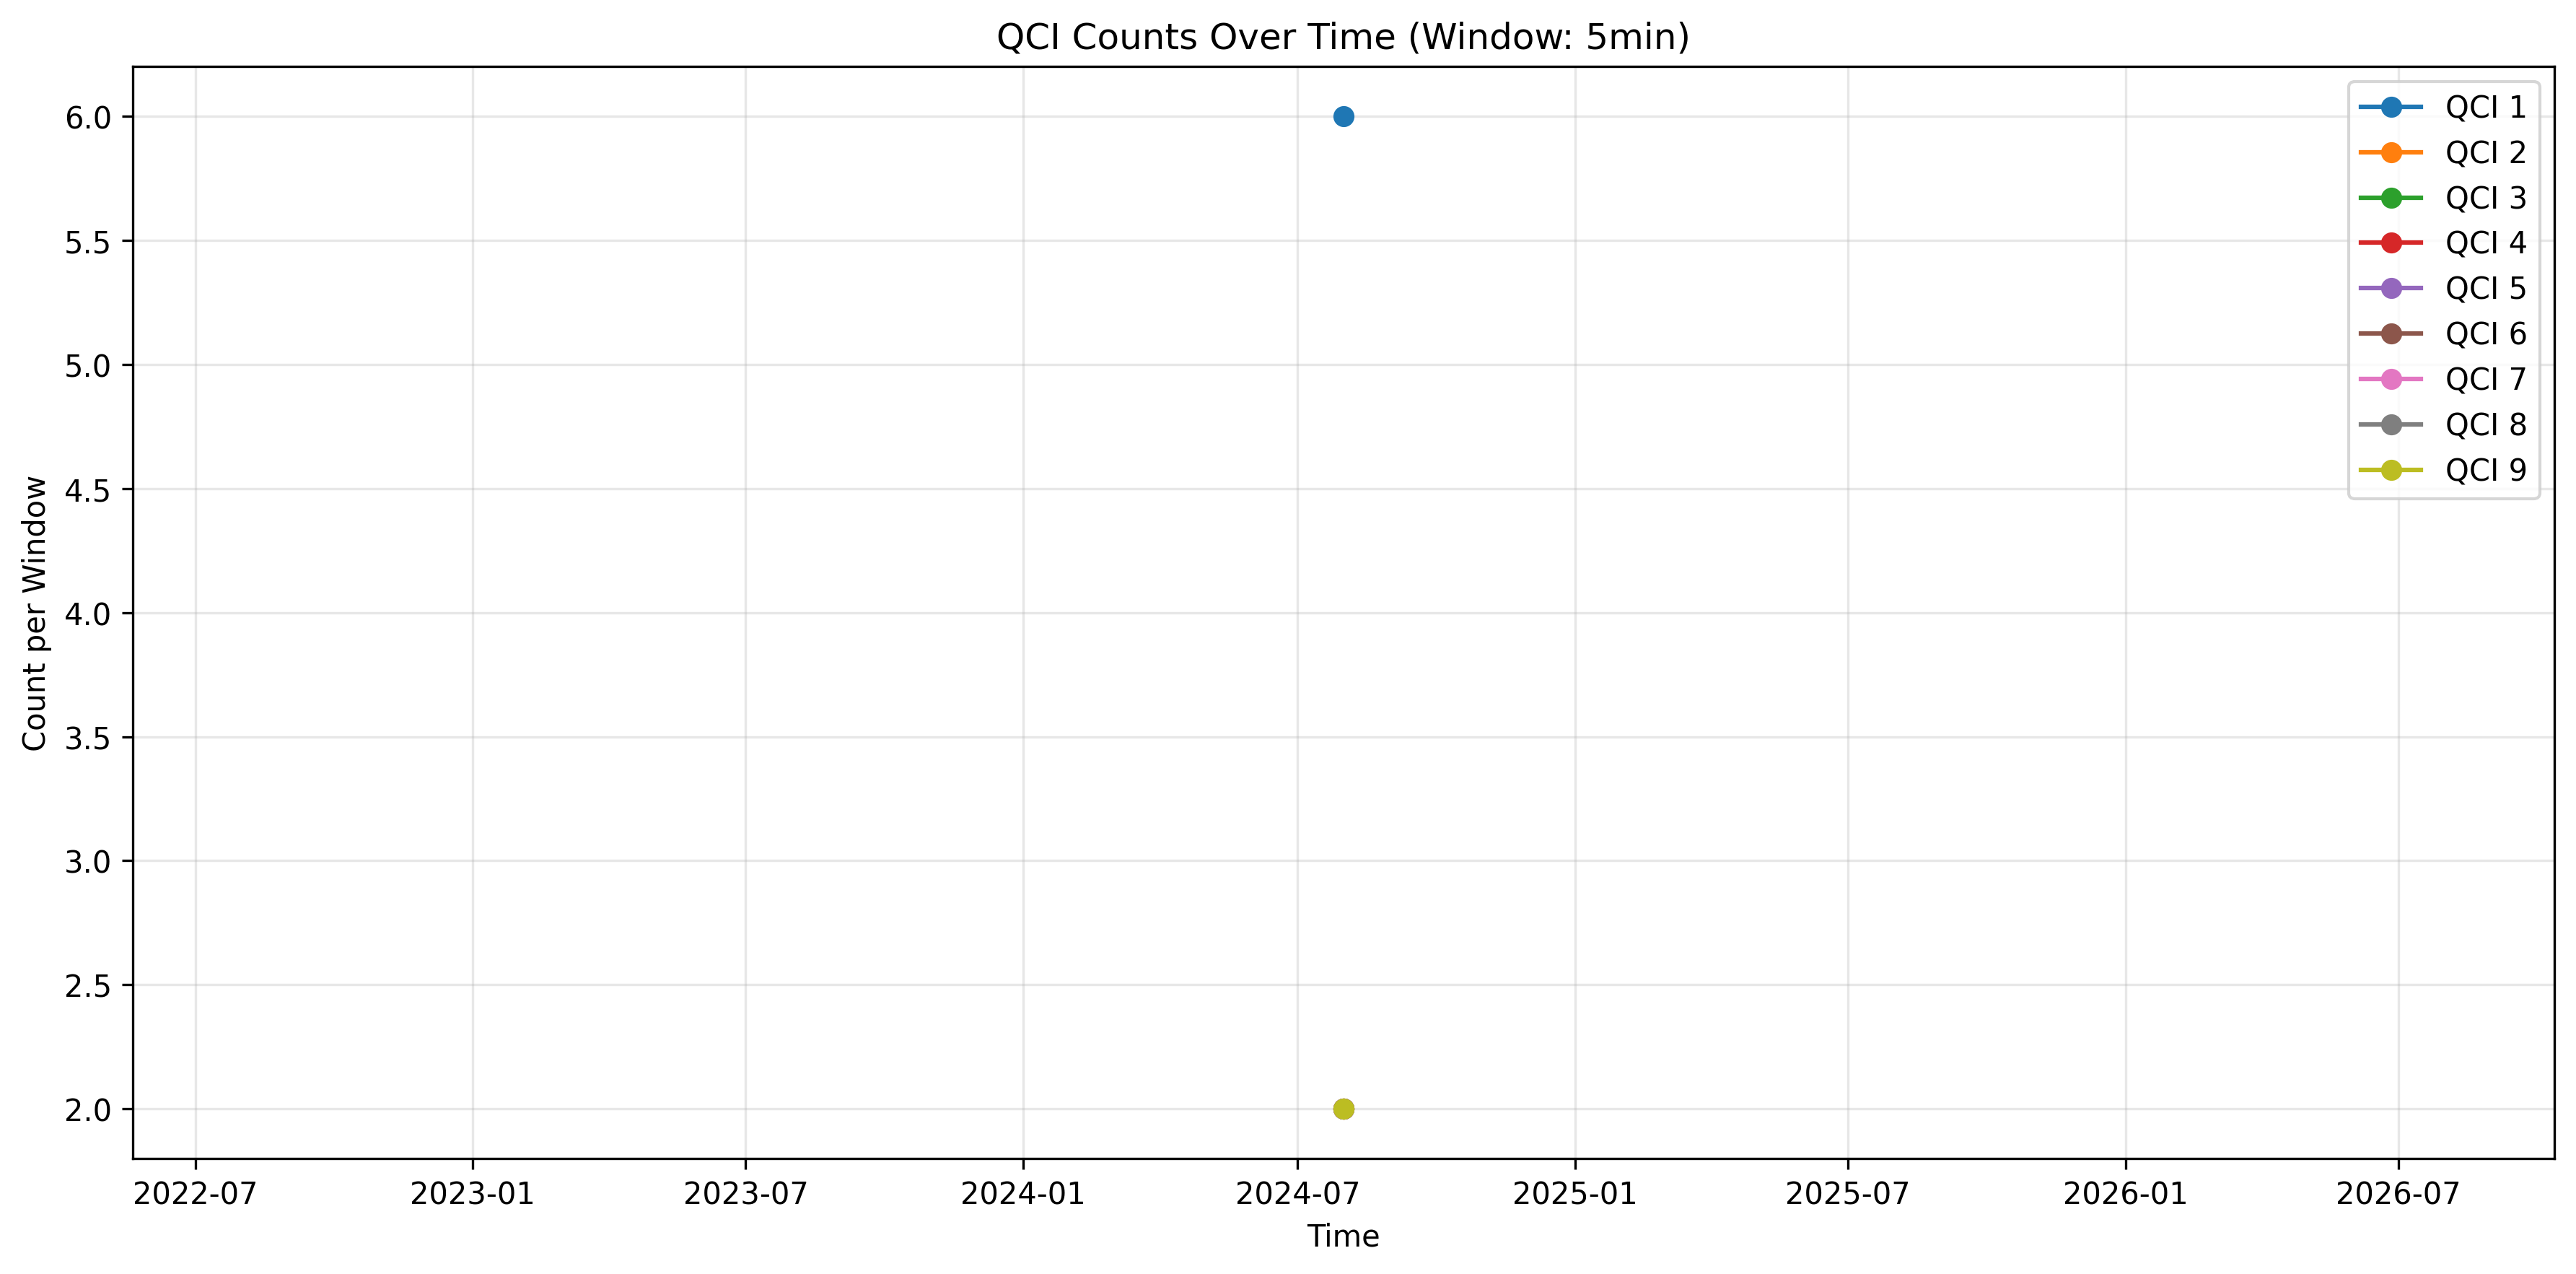 QCI Counts Over Time (Window: 5min)
Count per Window
6.0
5.5
5.0
4.5
4.0
3.5
3.0
2.5
2.0
QCI 1
QCI 2
QCI 3
QCI 4
QCI 5
QCI 6
QCI 7
QCI 8
QCI 9
2022-07 2023-01 2023-07 2024-01 2024-07 2025-01 2025-07 2026-01 2026-07
Time